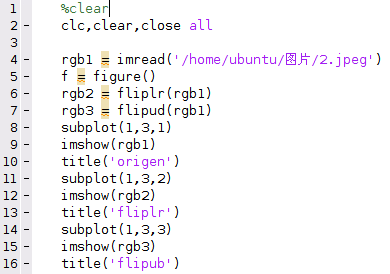 1 %clear
2 - clc,clear,close all
3
4 - rgb1 = imread('/home/ubuntu/图片/2.jpeg')
5 - f = figure()
6 - rgb2 = fliplr(rgb1)
7 - rgb3 = flipud(rgb1)
8 - subplot(1,3,1)
9 - imshow(rgb1)
10 - title('origen')
11 - subplot(1,3,2)
12 - imshow(rgb2)
13 - title('fliplr')
14 - subplot(1,3,3)
15 - imshow(rgb3)
16 - title('flipub')